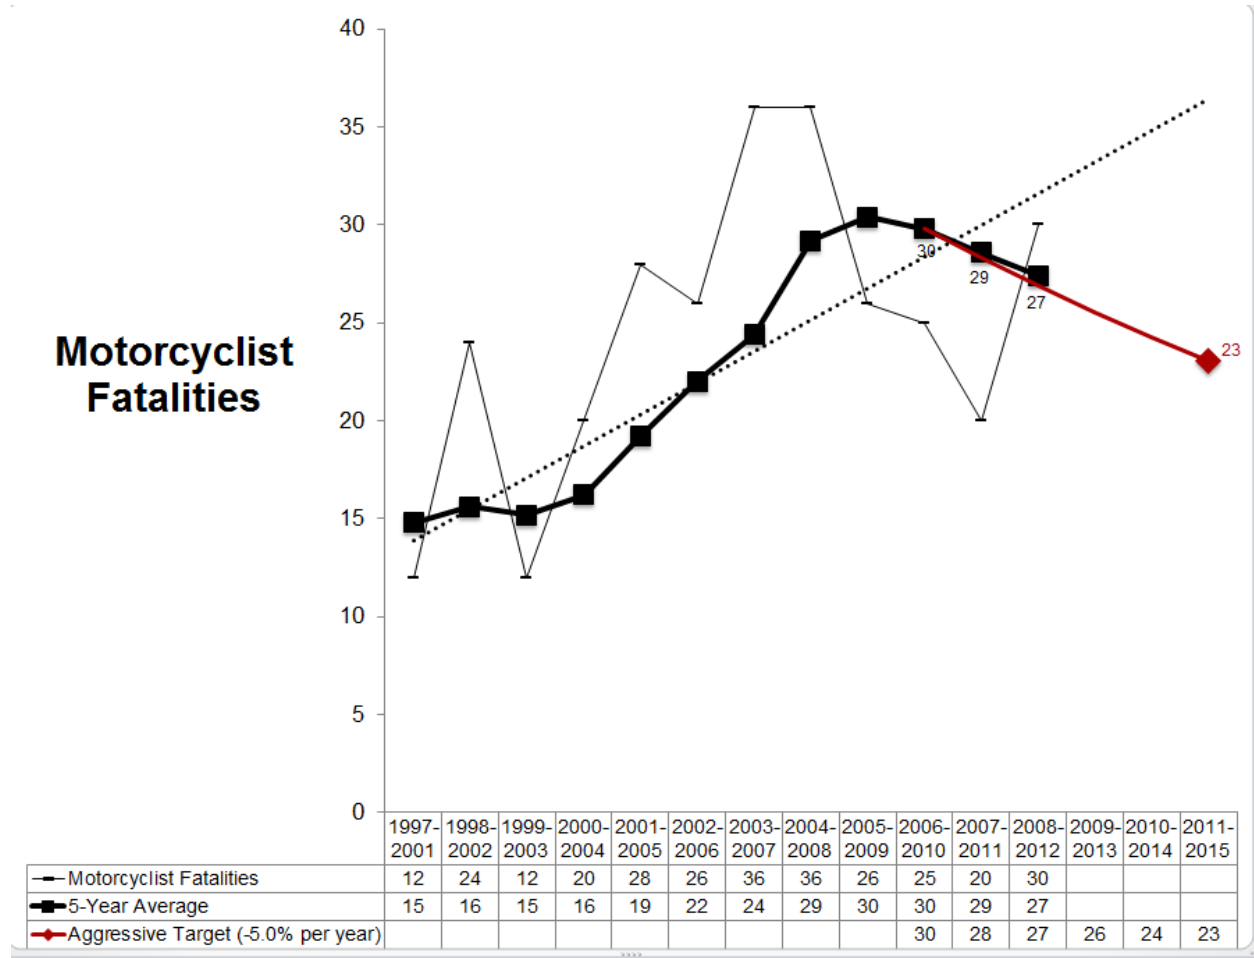 40
35
30
25
20
15
10
5
0
Motorcyclist
Fatalities
30
29
27
23
1997- 1998- 1999- 2000- 2001- 2002- 2003- 2004- 2005- 2006- 2007- 2008- 2009- 2010- 2011-
2001 2002 2003 2004 2005 2006 2007 2008 2009 2010 2011 2012 2013 2014 2015
Motorcyclist Fatalities 12 24 12 20 28 26 36 36 26 25 20 30
5-Year Average 15 16 15 16 19 22 24 29 30 30 29 27
Aggressive Target (-5.0% per year) 30 28 27 26 24 23